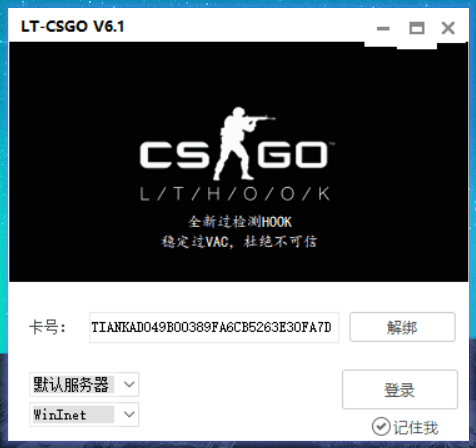 LT-CSGO V6.1
CS GO™
L/T/H/O/O/K
全新过检测HOOK
稳定过VAC，杜绝不可信
卡号： TIANKAD049B00389FA6CB5263E30FA7D 解绑
默认服务器
登录
WinInet
记住我